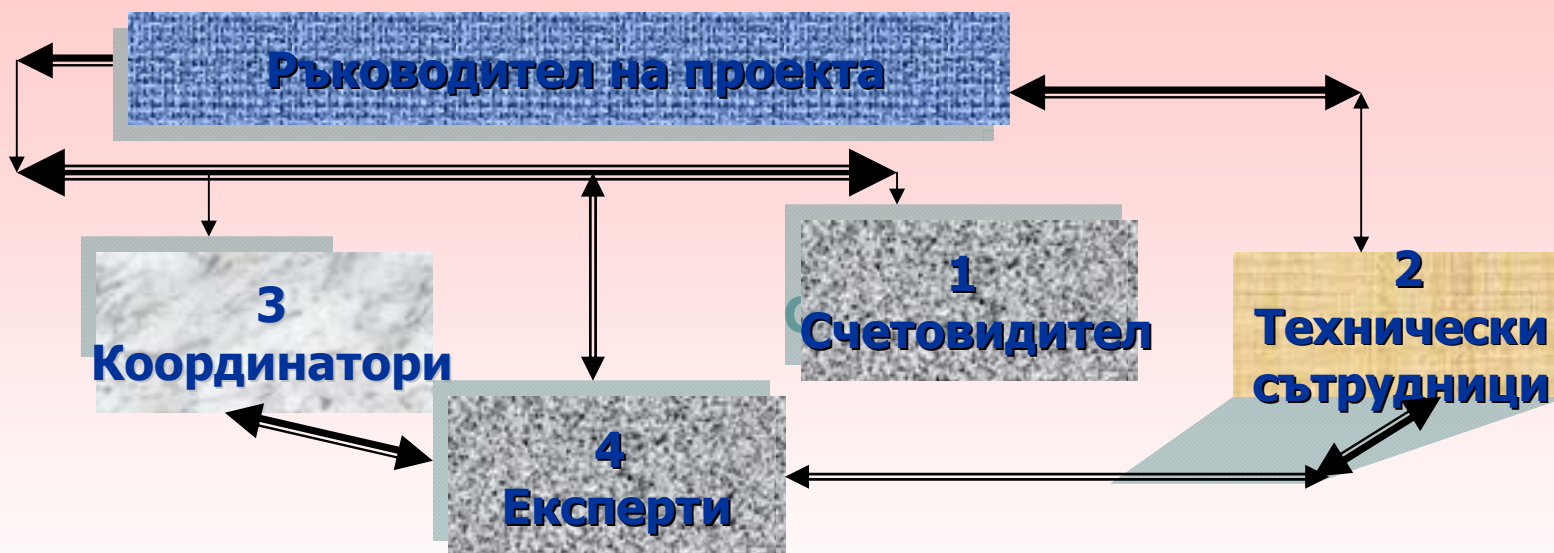 Ръководител на проекта
3
Координатори
1
Счетовидител
2
Технически
сътрудници
4
Експерти